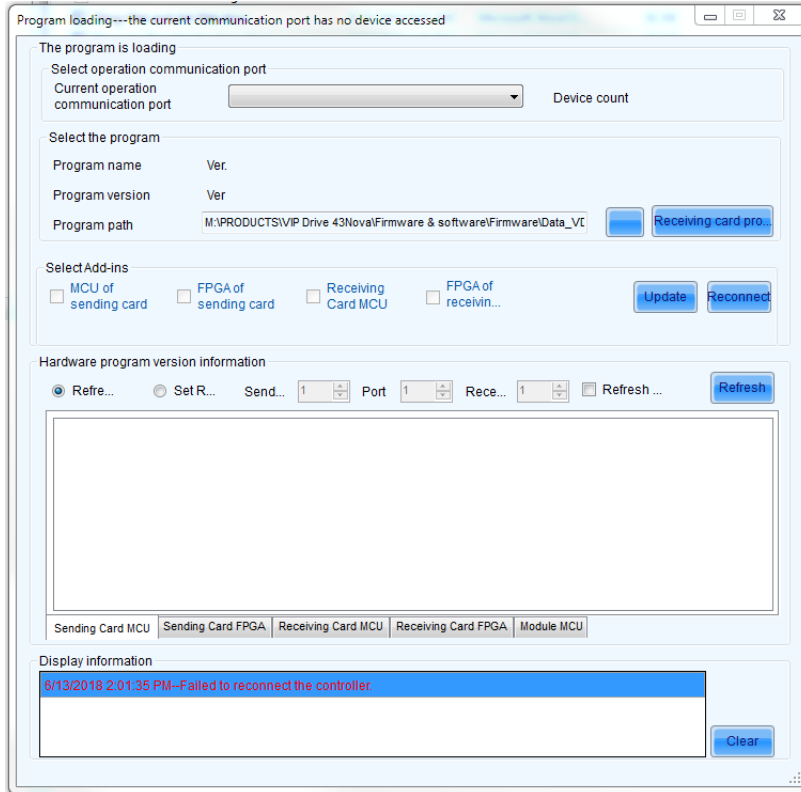 Program loading---the current communication port has no device accessed
The program is loading
Select operation communication port
Current operation
communication port
Device count
Select the program
Program name Ver.
Program version Ver
Program path M:\PRODUCTS\VIP Drive 43Nova\Firmware & software\Firmware\Data_VD Receiving card pro...
Select Add-ins
MCU of
sending card
FPGA of
sending card
Receiving
Card MCU
FPGA of
receivin...
Update Reconnect
Hardware program version information
Refre... Set R... Send... 1 Port 1 Rece... 1 Refresh ... Refresh
Sending Card MCU Sending Card FPGA Receiving Card MCU Receiving Card FPGA Module MCU
Display information
6/13/2018 2:01:35 PM--Failed to reconnect the controller.
Clear